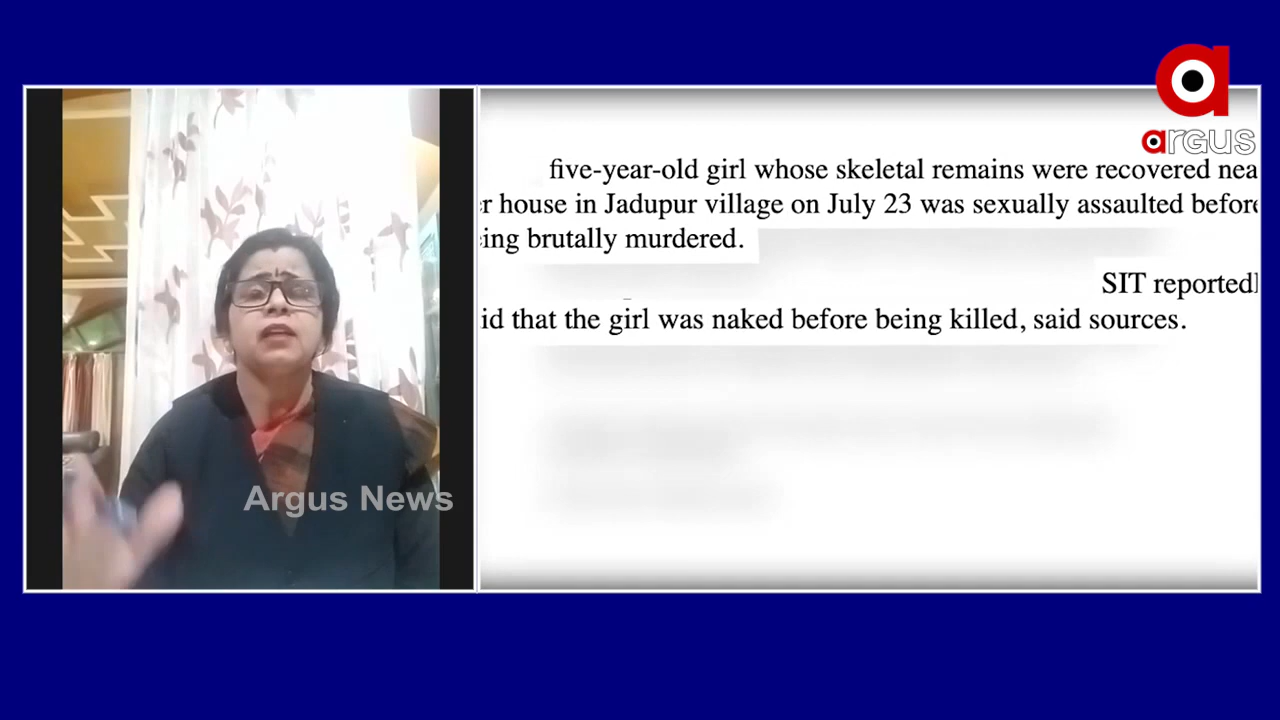 argus
five-year-old girl whose skeletal remains were recovered nea
r house in Jadupur village on July 23 was sexually assaulted before
ing brutally murdered.
SIT reportedl
id that the girl was naked before being killed, said sources.
Argus News